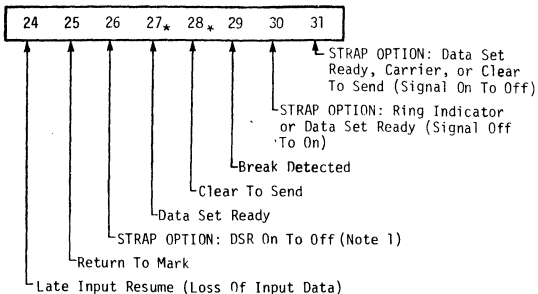 24 25 26 27* 28* 29 30 31
STRAP OPTION: Data Set
Ready, Carrier, or Clear
To Send (Signal On To Off)
STRAP OPTION: Ring Indicator
or Data Set Ready (Signal Off
To On)
Break Detected
Clear To Send
Data Set Ready
STRAP OPTION: DSR On To Off (Note 1)
Return To Mark
Late Input Resume (Loss Of Input Data)